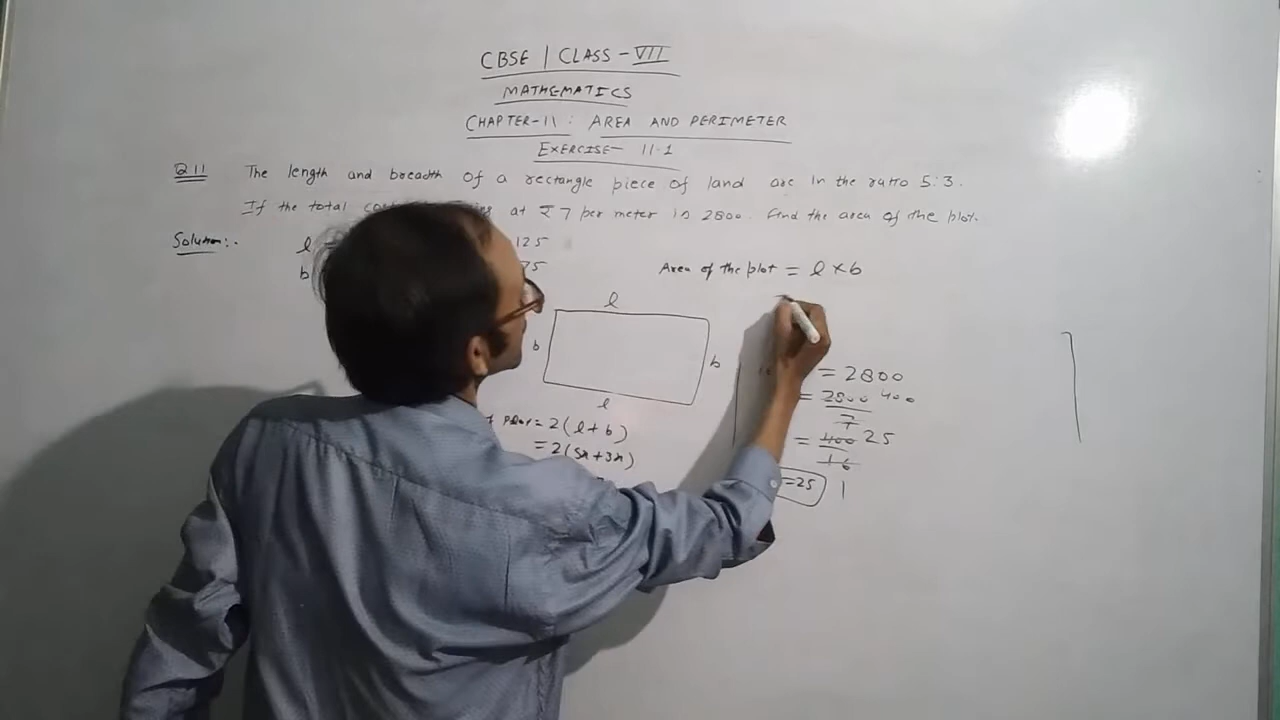 CBSE | CLASS - VII
MATHEMATICS
CHAPTER-11: AREA AND PERIMETER
EXERCISE- 11.1
Q11 The length and breadth of a rectangle piece of land are in the ratio 5:3.
If the total at ₹7 per meter is 2800. Find the area of the plot.
Solution:- l 125
b 75
Area of the plot = l×b
l
b
b
l
= 2(l+b)
= 2(5x+3x)
= 2800
= 2800 400
7
= 400 25
16
=25 1